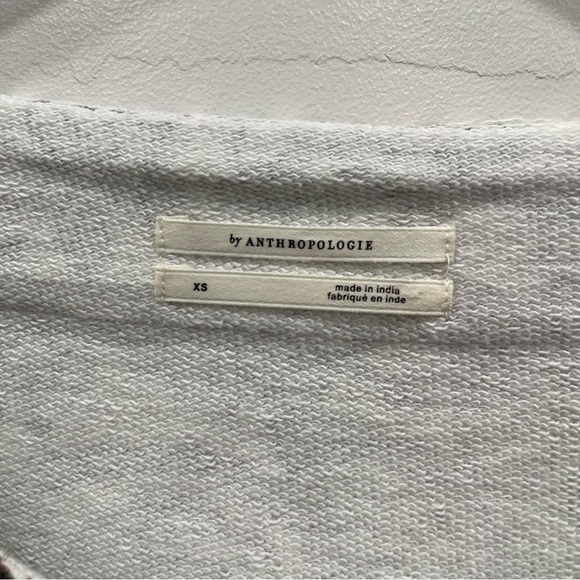 by ANTHROPOLOGIE
XS
made in india
fabriqué en inde